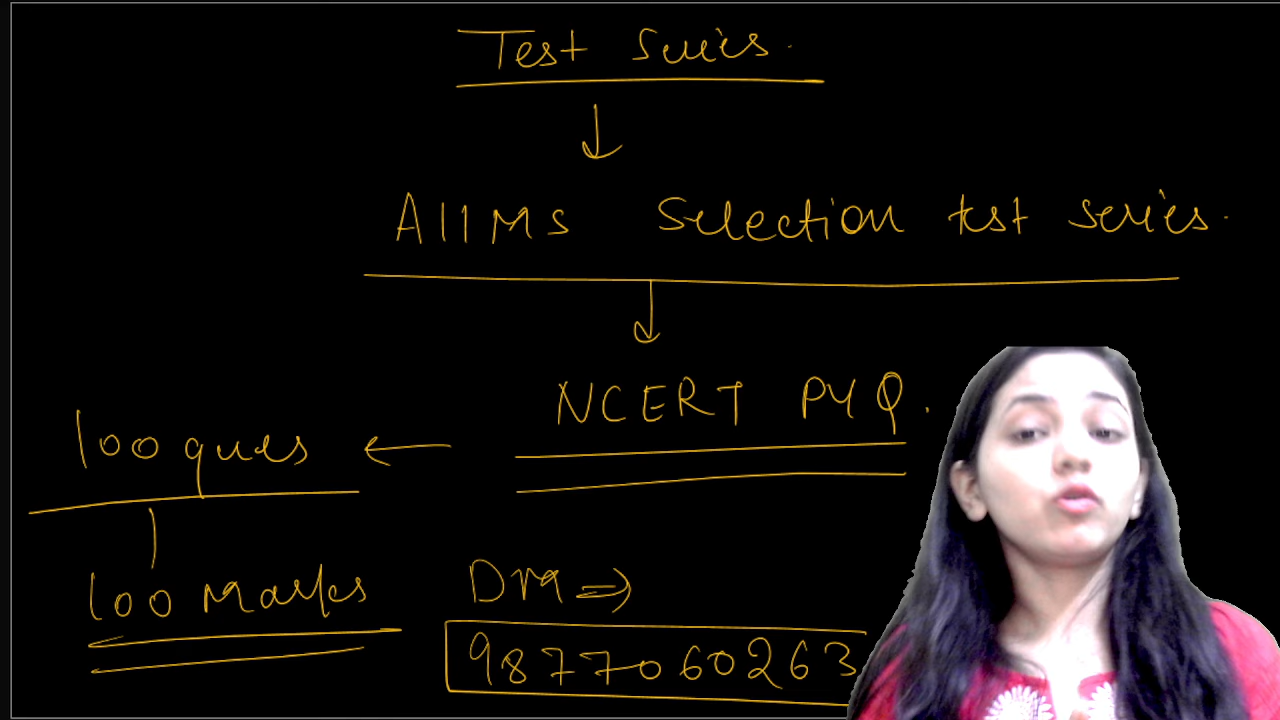 Test Series.
AIIMS Selection test series.
NCERT PYQ.
100 ques
100 Marks
DM ⇒
9877060263